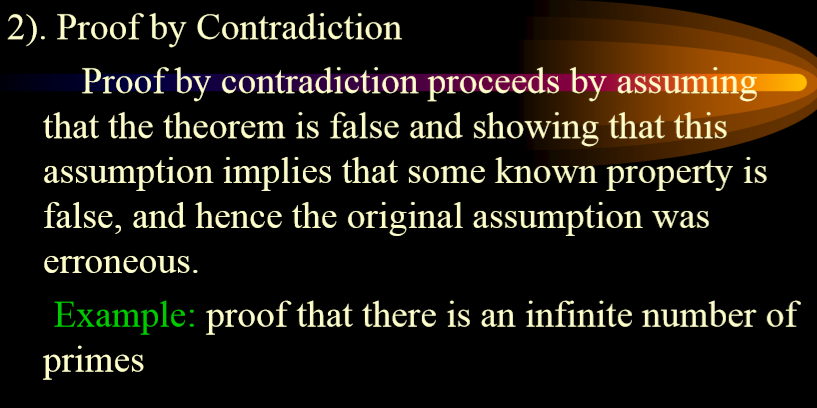 2). Proof by Contradiction
Proof by contradiction proceeds by assuming
that the theorem is false and showing that this
assumption implies that some known property is
false, and hence the original assumption was
erroneous.
Example: proof that there is an infinite number of
primes